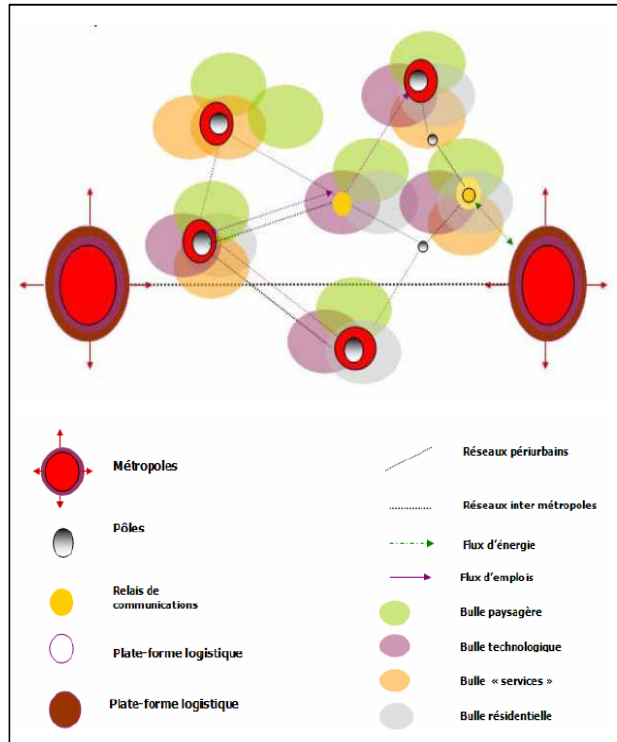 Métropoles
Pôles
Relais de
communications
Plate-forme logistique
Plate-forme logistique
Réseaux périurbains
Réseaux inter métropoles
Flux d'énergie
Flux d'emplois
Bulle paysagère
Bulle technologique
Bulle « services »
Bulle résidentielle